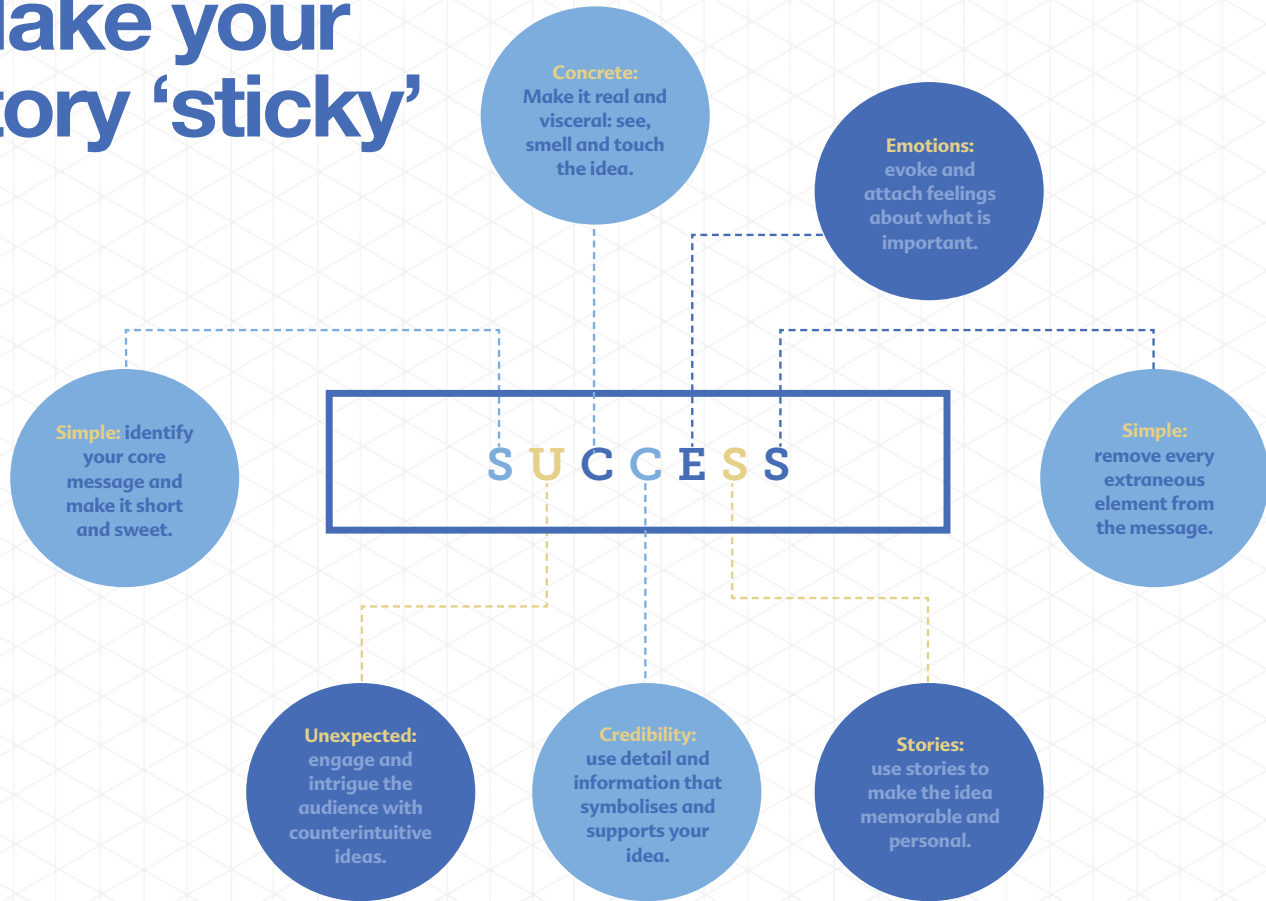 lake your
tory ‘sticky’
Concrete:
Make it real and
visceral: see,
smell and touch
the idea.
Emotions:
evoke and
attach feelings
about what is
important.
Simple: identify
your core
message and
make it short
and sweet.
SUCCESS
Simple:
remove every
extraneous
element from
the message.
Unexpected:
engage and
intrigue the
audience with
counterintuitive
ideas.
Credibility:
use detail and
information that
symbolises and
supports your
idea.
Stories:
use stories to
make the idea
memorable and
personal.